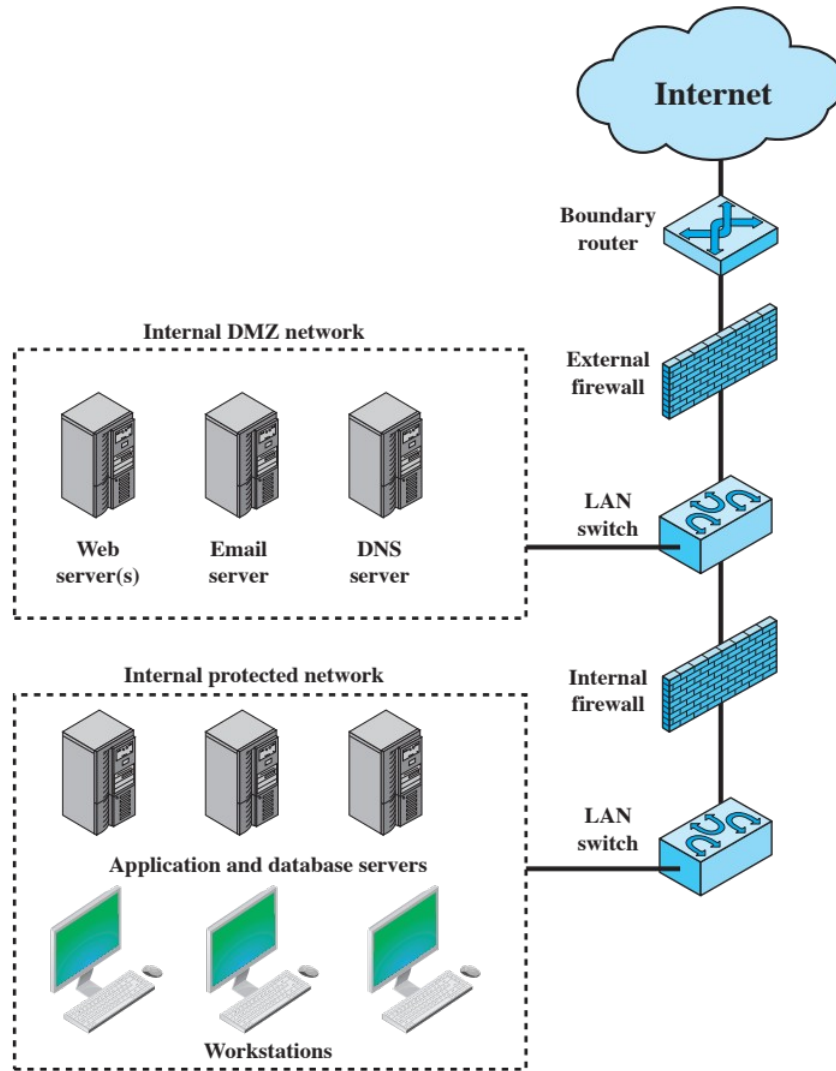 Internet
Boundary
router
Internal DMZ network
External
firewall
LAN
switch
Web
server(s)
Email
server
DNS
server
Internal protected network
Internal
firewall
LAN
switch
Application and database servers
Workstations